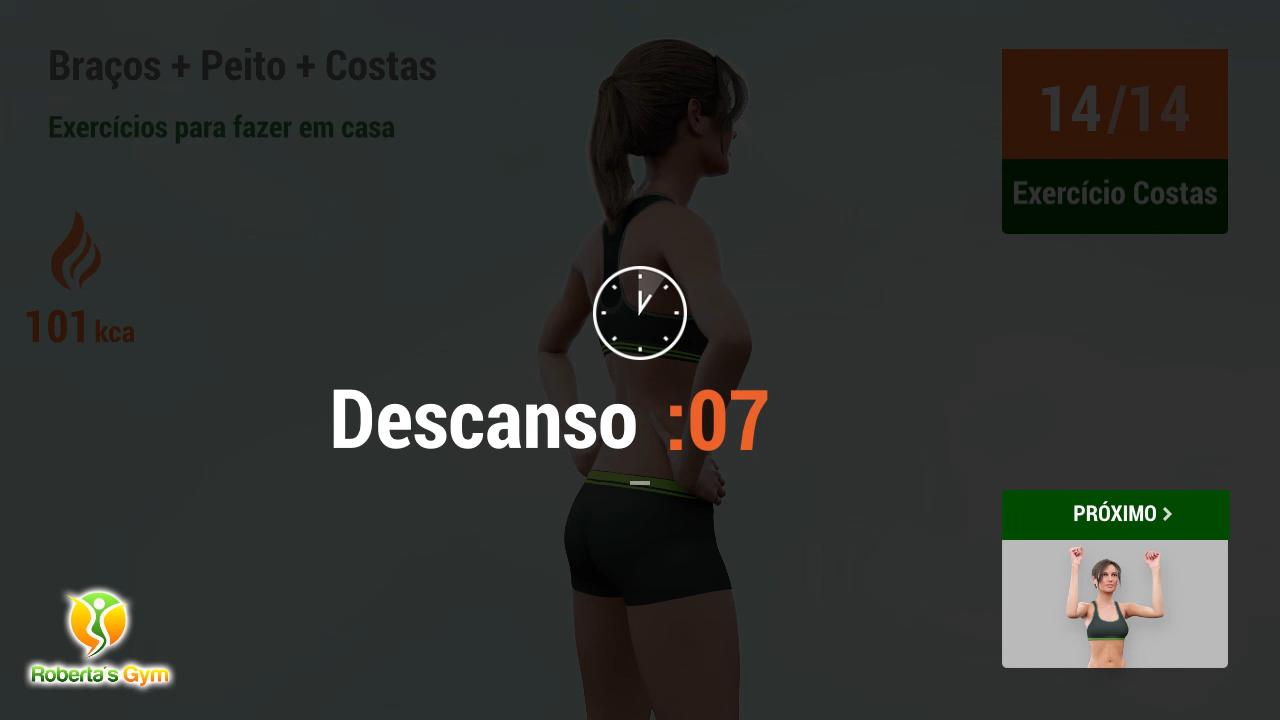 Braços + Peito + Costas
Exercícios para fazer em casa
14/14
Exercício Costas
101 kca
Descanso :07
PRÓXIMO >
Roberta´s Gym